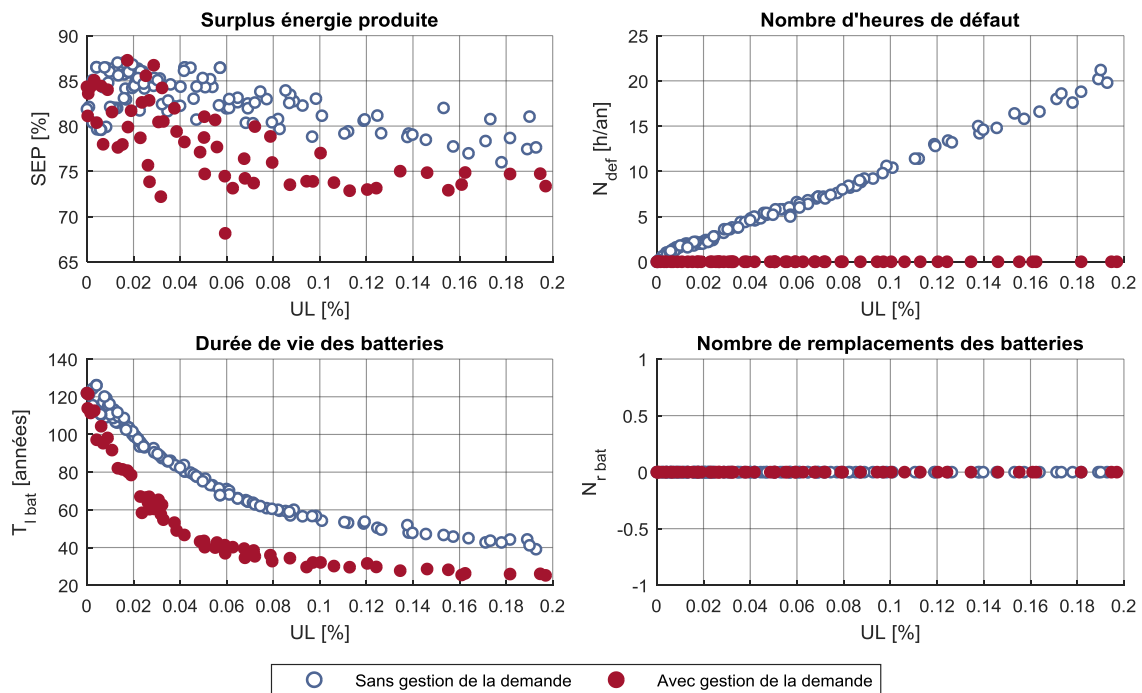 Surplus énergie produite
90
85
80
75
70
65
SEP [%]
0 0.02 0.04 0.06 0.08 0.1 0.12 0.14 0.16 0.18 0.2
UL [%]
Nombre d'heures de défaut
25
20
15
10
5
0
N def [h/an]
0 0.02 0.04 0.06 0.08 0.1 0.12 0.14 0.16 0.18 0.2
UL [%]
Durée de vie des batteries
140
120
100
80
60
40
20
T l bat [années]
0 0.02 0.04 0.06 0.08 0.1 0.12 0.14 0.16 0.18 0.2
UL [%]
Nombre de remplacements des batteries
1
0.5
0
-0.5
-1
N r bat
0 0.02 0.04 0.06 0.08 0.1 0.12 0.14 0.16 0.18 0.2
UL [%]
Sans gestion de la demande Avec gestion de la demande